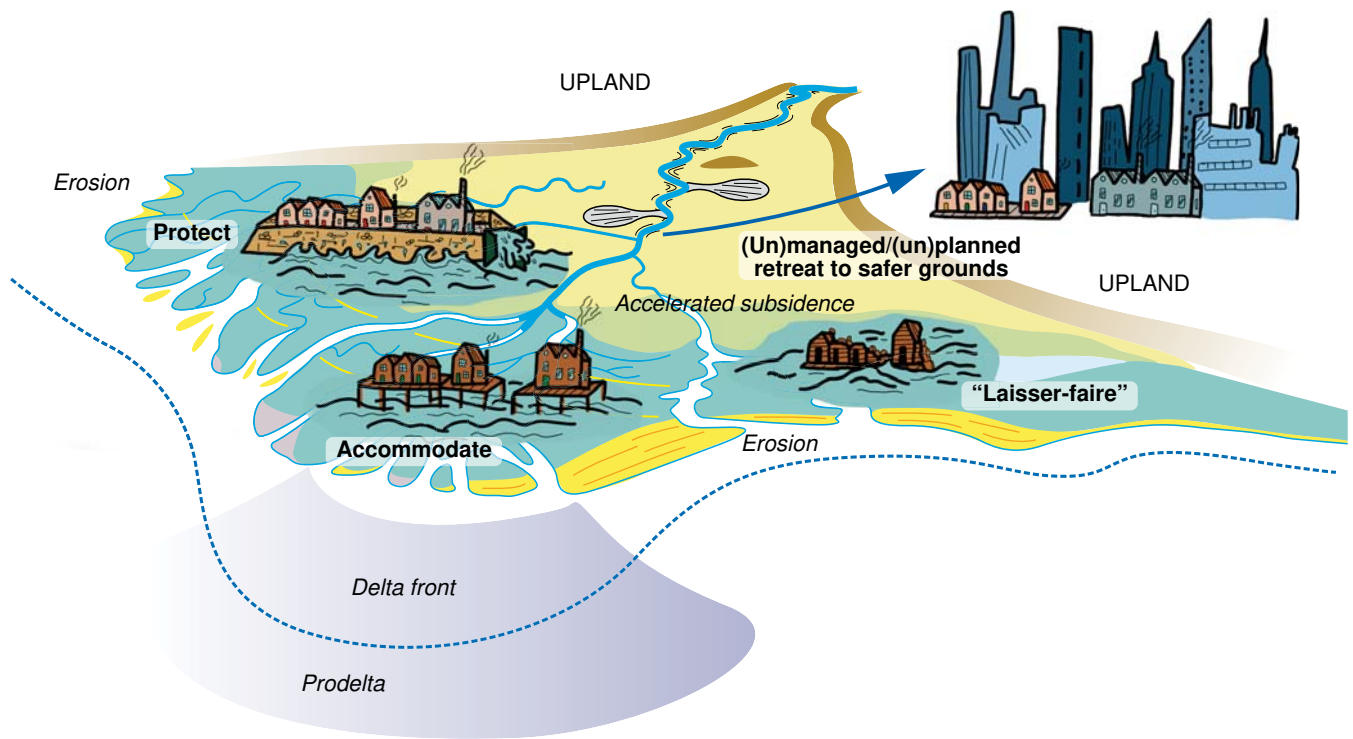 UPLAND
Erosion
Protect
(Un)managed/(un)planned
retreat to safer grounds
UPLAND
Accelerated subsidence
“Laisser-faire”
Accommodate
Erosion
Delta front
Prodelta